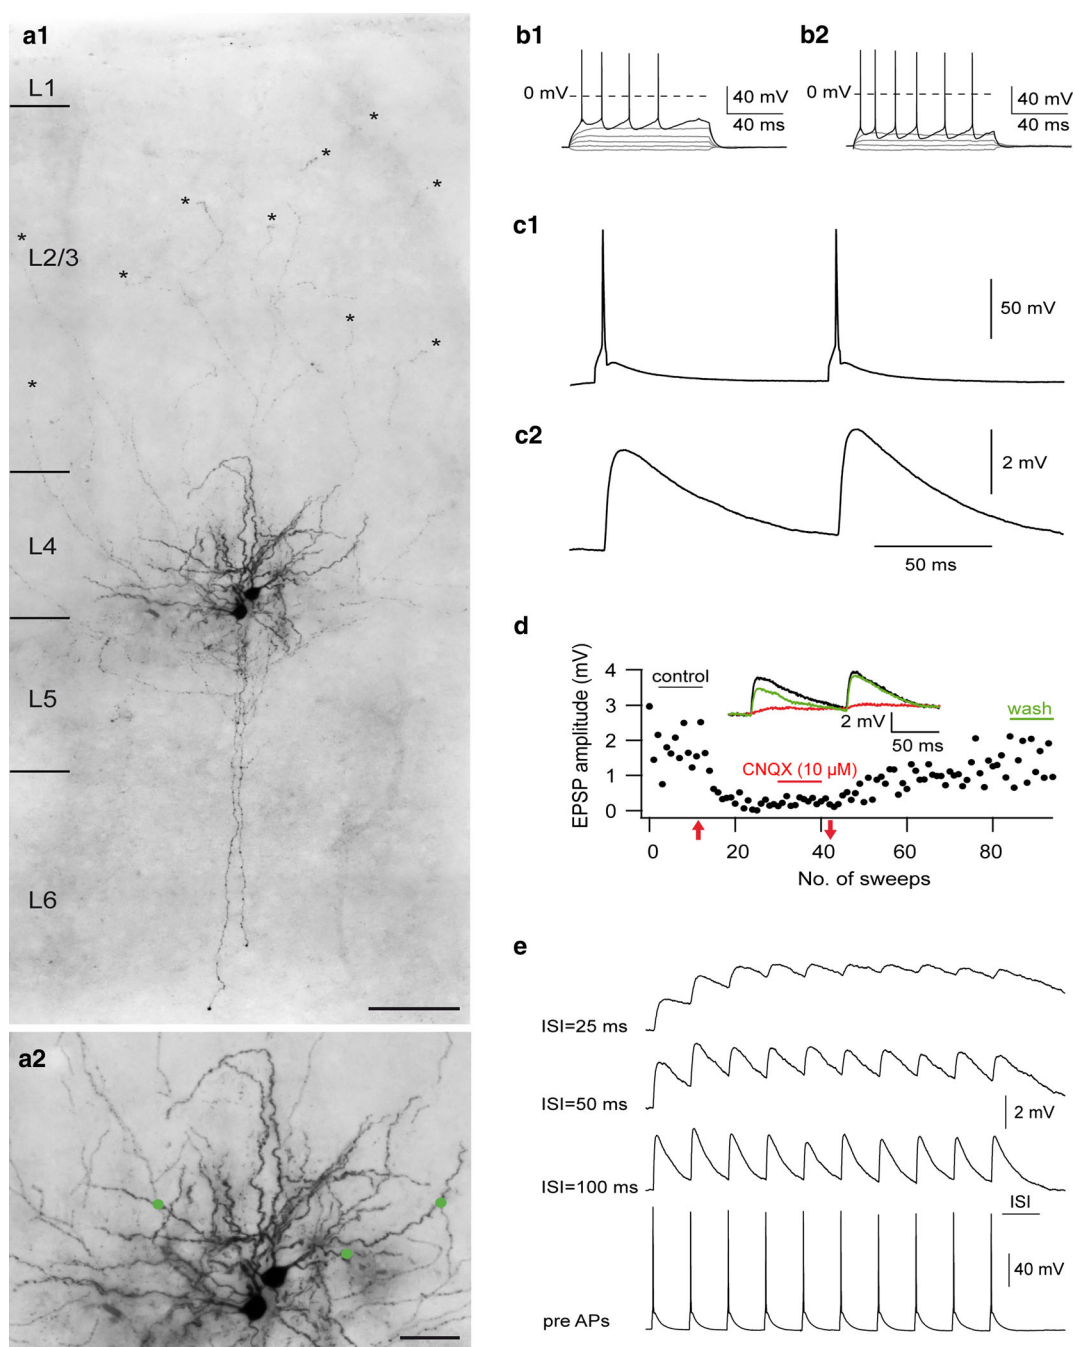 a1
L1
L2/3
L4
L5
L6
* * * * * * * * * *
a2
b1
0 mV
40 mV
40 ms
b2
0 mV
40 mV
40 ms
c1
50 mV
c2
2 mV
50 ms
d
EPSP amplitude (mV)
4
3
2
1
0
control
2 mV
50 ms
wash
CNQX (10 µM)
0 20 40 60 80
No. of sweeps
e
ISI=25 ms
ISI=50 ms
2 mV
ISI=100 ms
ISI
40 mV
pre APs